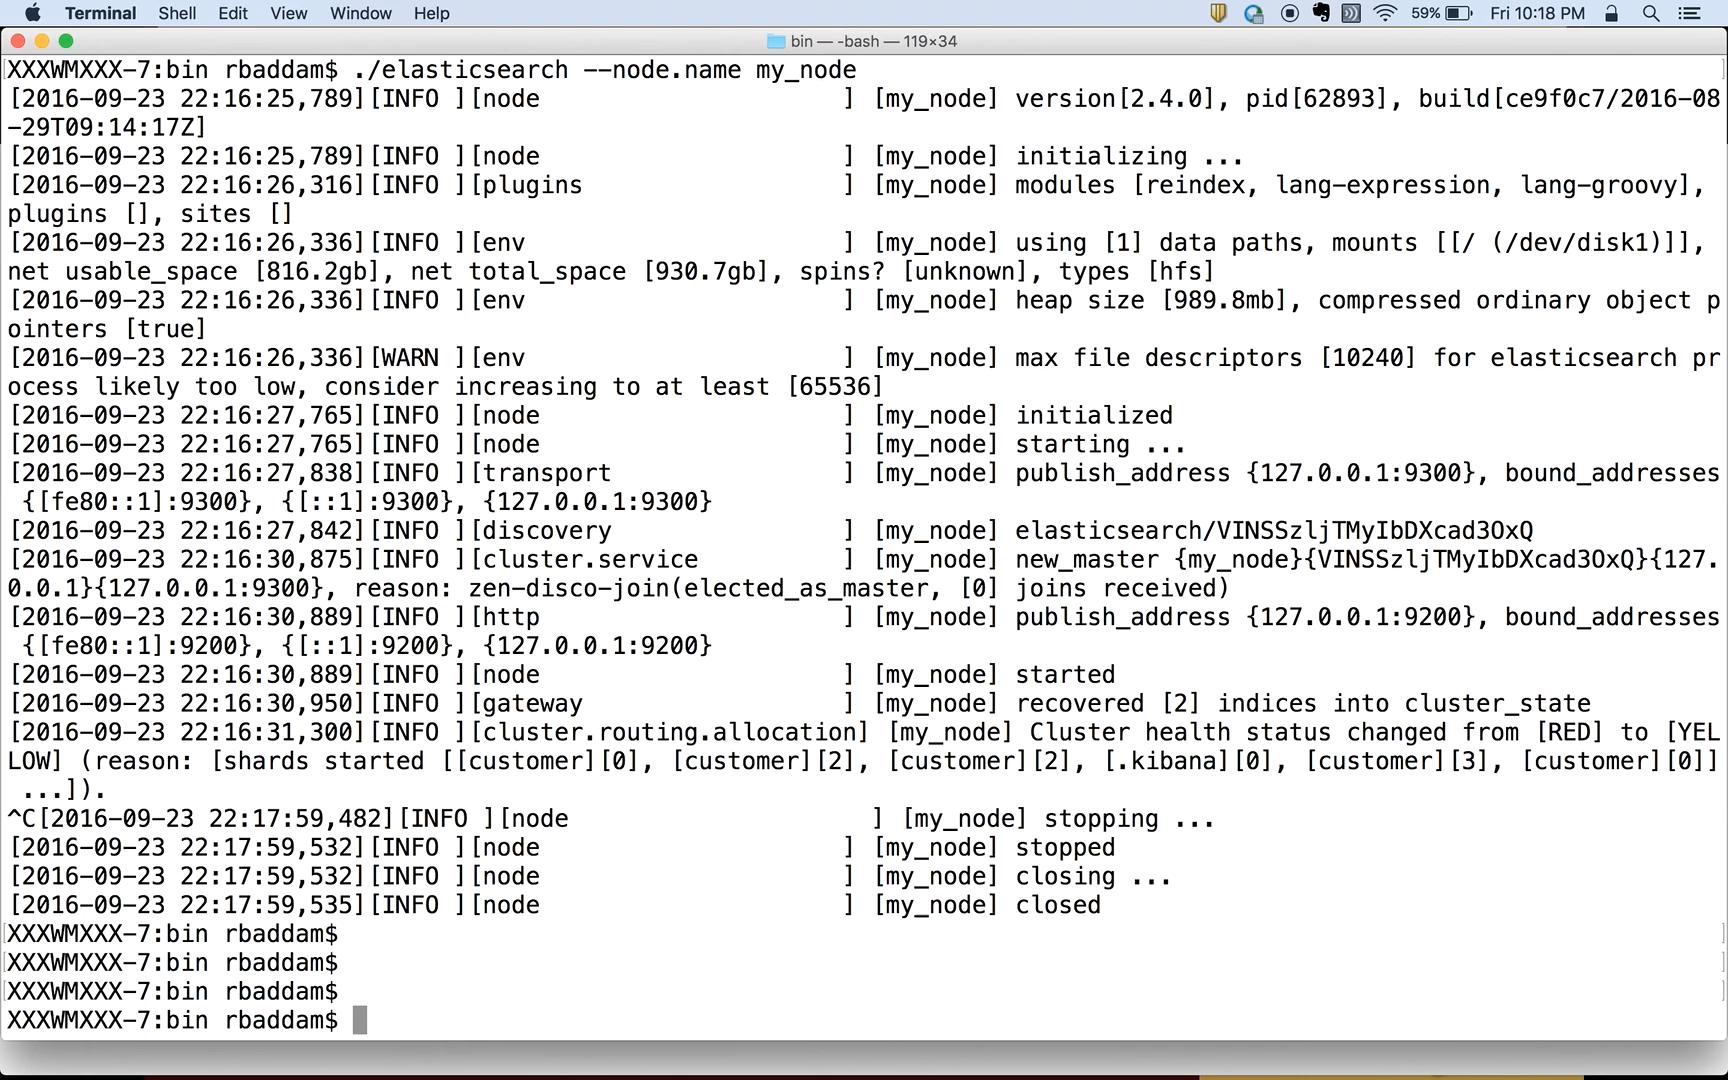 Terminal Shell Edit View Window Help 59% Fri 10:18 PM
bin — -bash — 119×34
XXXWMXXX-7:bin rbaddam$ ./elasticsearch --node.name my_node
[2016-09-23 22:16:25,789][INFO ][node                     ] [my_node] version[2.4.0], pid[62893], build[ce9f0c7/2016-08
-29T09:14:17Z]
[2016-09-23 22:16:25,789][INFO ][node                     ] [my_node] initializing ...
[2016-09-23 22:16:26,316][INFO ][plugins                  ] [my_node] modules [reindex, lang-expression, lang-groovy],
plugins [], sites []
[2016-09-23 22:16:26,336][INFO ][env                      ] [my_node] using [1] data paths, mounts [[/ (/dev/disk1)]],
net usable_space [816.2gb], net total_space [930.7gb], spins? [unknown], types [hfs]
[2016-09-23 22:16:26,336][INFO ][env                      ] [my_node] heap size [989.8mb], compressed ordinary object p
ointers [true]
[2016-09-23 22:16:26,336][WARN ][env                      ] [my_node] max file descriptors [10240] for elasticsearch pr
ocess likely too low, consider increasing to at least [65536]
[2016-09-23 22:16:27,765][INFO ][node                     ] [my_node] initialized
[2016-09-23 22:16:27,765][INFO ][node                     ] [my_node] starting ...
[2016-09-23 22:16:27,838][INFO ][transport                ] [my_node] publish_address {127.0.0.1:9300}, bound_addresses
{[fe80::1]:9300}, {[::1]:9300}, {127.0.0.1:9300}
[2016-09-23 22:16:27,842][INFO ][discovery                ] [my_node] elasticsearch/VINSSzljTMyIbDXcad3OxQ
[2016-09-23 22:16:30,875][INFO ][cluster.service          ] [my_node] new_master {my_node}{VINSSzljTMyIbDXcad3OxQ}{127.
0.0.1}{127.0.0.1:9300}, reason: zen-disco-join(elected_as_master, [0] joins received)
[2016-09-23 22:16:30,889][INFO ][http                     ] [my_node] publish_address {127.0.0.1:9200}, bound_addresses
{[fe80::1]:9200}, {[::1]:9200}, {127.0.0.1:9200}
[2016-09-23 22:16:30,889][INFO ][node                     ] [my_node] started
[2016-09-23 22:16:30,950][INFO ][gateway                  ] [my_node] recovered [2] indices into cluster_state
[2016-09-23 22:16:31,300][INFO ][cluster.routing.allocation] [my_node] Cluster health status changed from [RED] to [YEL
LOW] (reason: [shards started [[customer][0], [customer][2], [customer][2], [.kibana][0], [customer][3], [customer][0]]
...]).
^C[2016-09-23 22:17:59,482][INFO ][node                     ] [my_node] stopping ...
[2016-09-23 22:17:59,532][INFO ][node                     ] [my_node] stopped
[2016-09-23 22:17:59,532][INFO ][node                     ] [my_node] closing ...
[2016-09-23 22:17:59,535][INFO ][node                     ] [my_node] closed
XXXWMXXX-7:bin rbaddam$
XXXWMXXX-7:bin rbaddam$
XXXWMXXX-7:bin rbaddam$
XXXWMXXX-7:bin rbaddam$